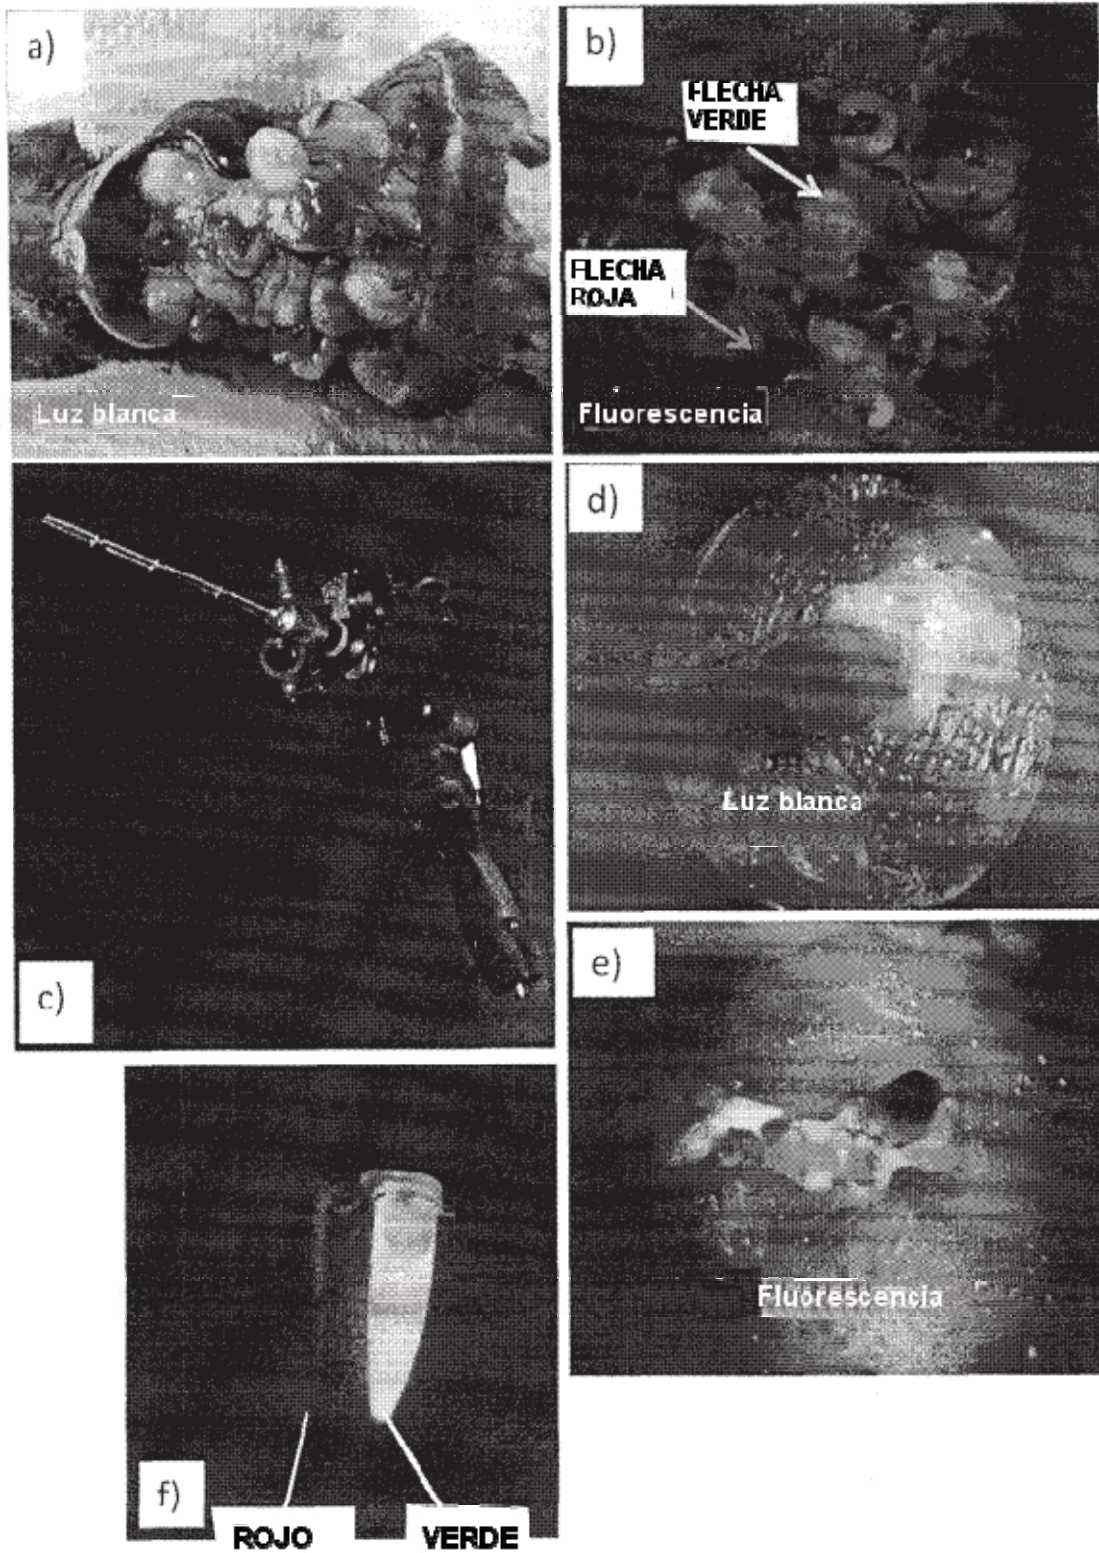 a)
Luz blanca
b)
FLECHA
VERDE
FLECHA
ROJA
Fluorescencia
c)
d)
Luz blanca
e)
Fluorescencia
f)
ROJO
VERDE